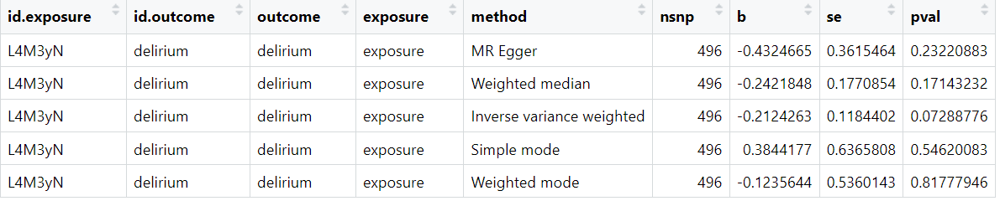 id.exposure id.outcome outcome exposure method nsnp b se pval
L4M3yN delirium delirium exposure MR Egger 496 -0.4324665 0.3615464 0.23220883
L4M3yN delirium delirium exposure Weighted median 496 -0.2421848 0.1770854 0.17143232
L4M3yN delirium delirium exposure Inverse variance weighted 496 -0.2124263 0.1184402 0.07288776
L4M3yN delirium delirium exposure Simple mode 496 0.3844177 0.6365808 0.54620083
L4M3yN delirium delirium exposure Weighted mode 496 -0.1235644 0.5360143 0.81777946